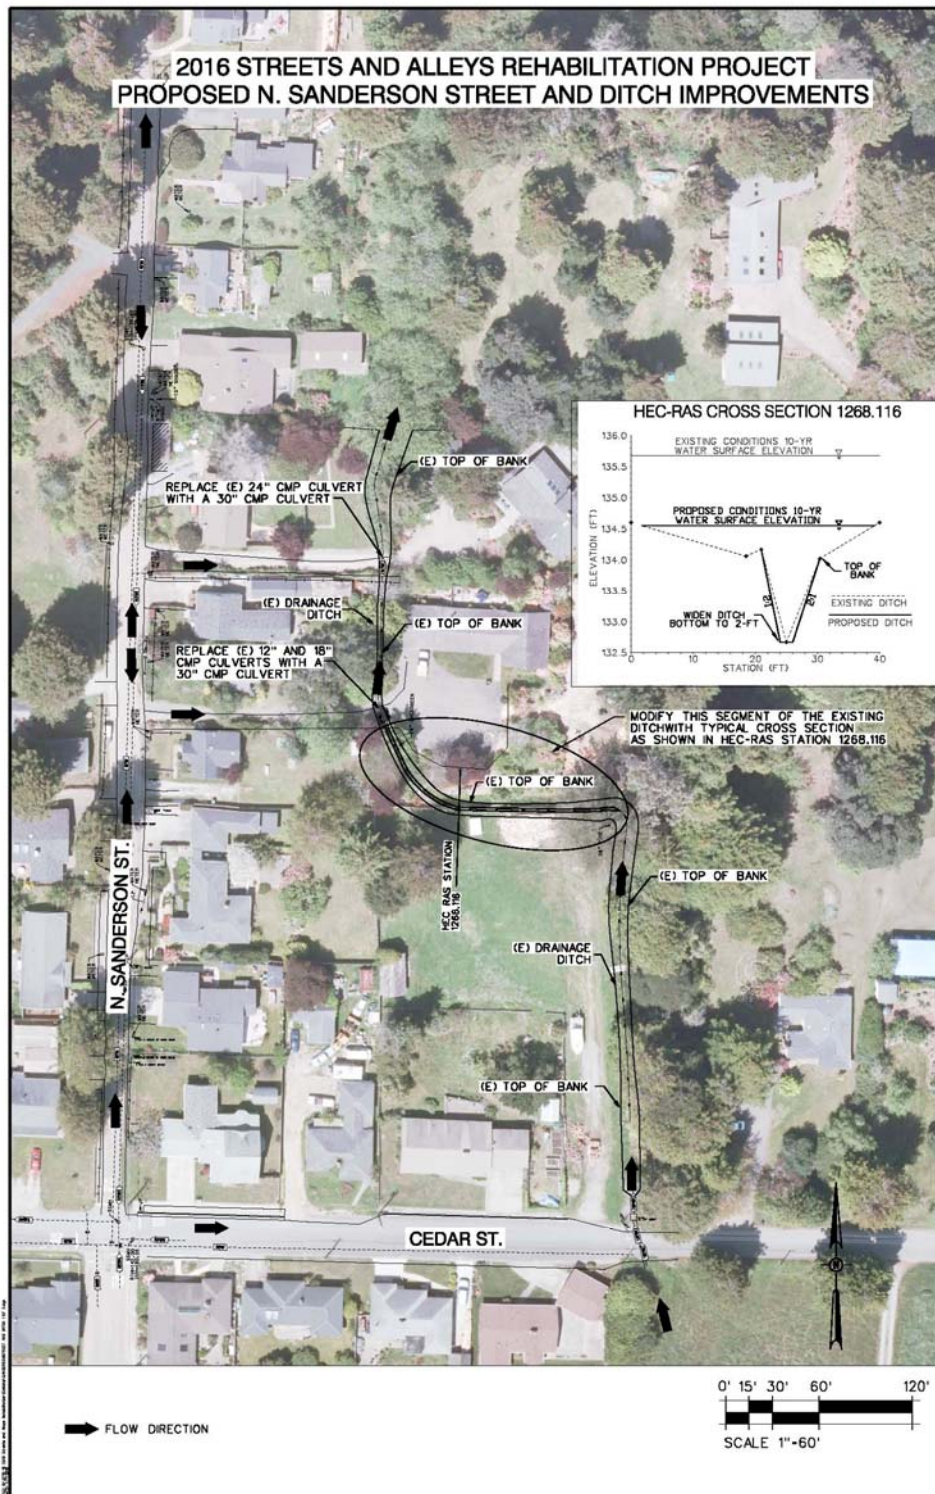 2016 STREETS AND ALLEYS REHABILITATION PROJECT
PROPOSED N. SANDERSON STREET AND DITCH IMPROVEMENTS
HEC-RAS CROSS SECTION 1268.116
136.0
135.5
135.0
134.5
134.0
133.5
133.0
132.5
ELEVATION (FT)
EXISTING CONDITIONS 10-YR
WATER SURFACE ELEVATION
PROPOSED CONDITIONS 10-YR
WATER SURFACE ELEVATION
TOP OF
BANK
1:2
2:1
WIDEN DITCH
BOTTOM TO 2-FT
EXISTING DITCH
PROPOSED DITCH
0
10
20
30
40
STATION (FT)
(E) TOP OF BANK
REPLACE (E) 24" CMP CULVERT
WITH A 30" CMP CULVERT
(E) DRAINAGE
DITCH
(E) TOP OF BANK
REPLACE (E) 12" AND 18"
CMP CULVERTS WITH A
30" CMP CULVERT
MODIFY THIS SEGMENT OF THE EXISTING
DITCHWITH TYPICAL CROSS SECTION
AS SHOWN IN HEC-RAS STATION 1268.116
(E) TOP OF BANK
HEC RAS STATION
1268.116
(E) TOP OF BANK
(E) DRAINAGE
DITCH
(E) TOP OF BANK
N. SANDERSON ST.
CEDAR ST.
N
FLOW DIRECTION
0' 15' 30' 60' 120'
SCALE 1"-60'